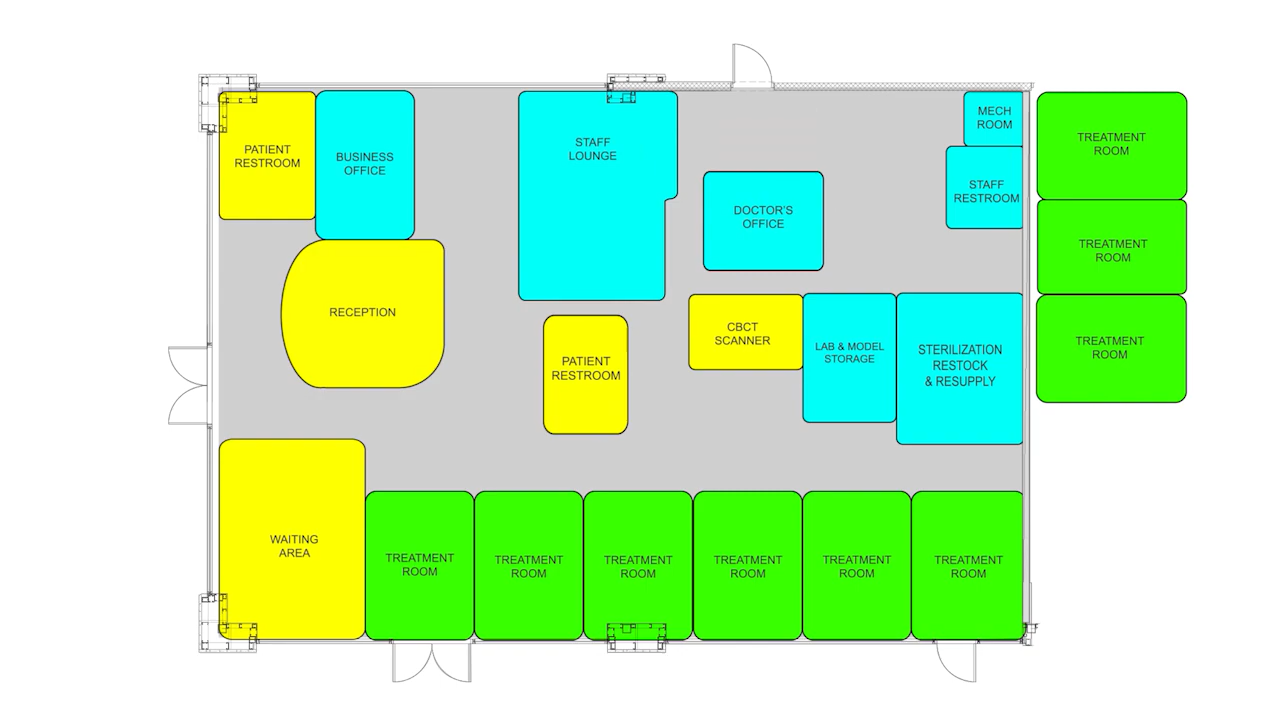 PATIENT
RESTROOM
BUSINESS
OFFICE
STAFF
LOUNGE
MECH
ROOM
TREATMENT
ROOM
STAFF
RESTROOM
DOCTOR'S
OFFICE
TREATMENT
ROOM
RECEPTION
CBCT
SCANNER
LAB & MODEL
STORAGE
STERILIZATION
RESTOCK
& RESUPPLY
TREATMENT
ROOM
PATIENT
RESTROOM
WAITING
AREA
TREATMENT
ROOM
TREATMENT
ROOM
TREATMENT
ROOM
TREATMENT
ROOM
TREATMENT
ROOM
TREATMENT
ROOM